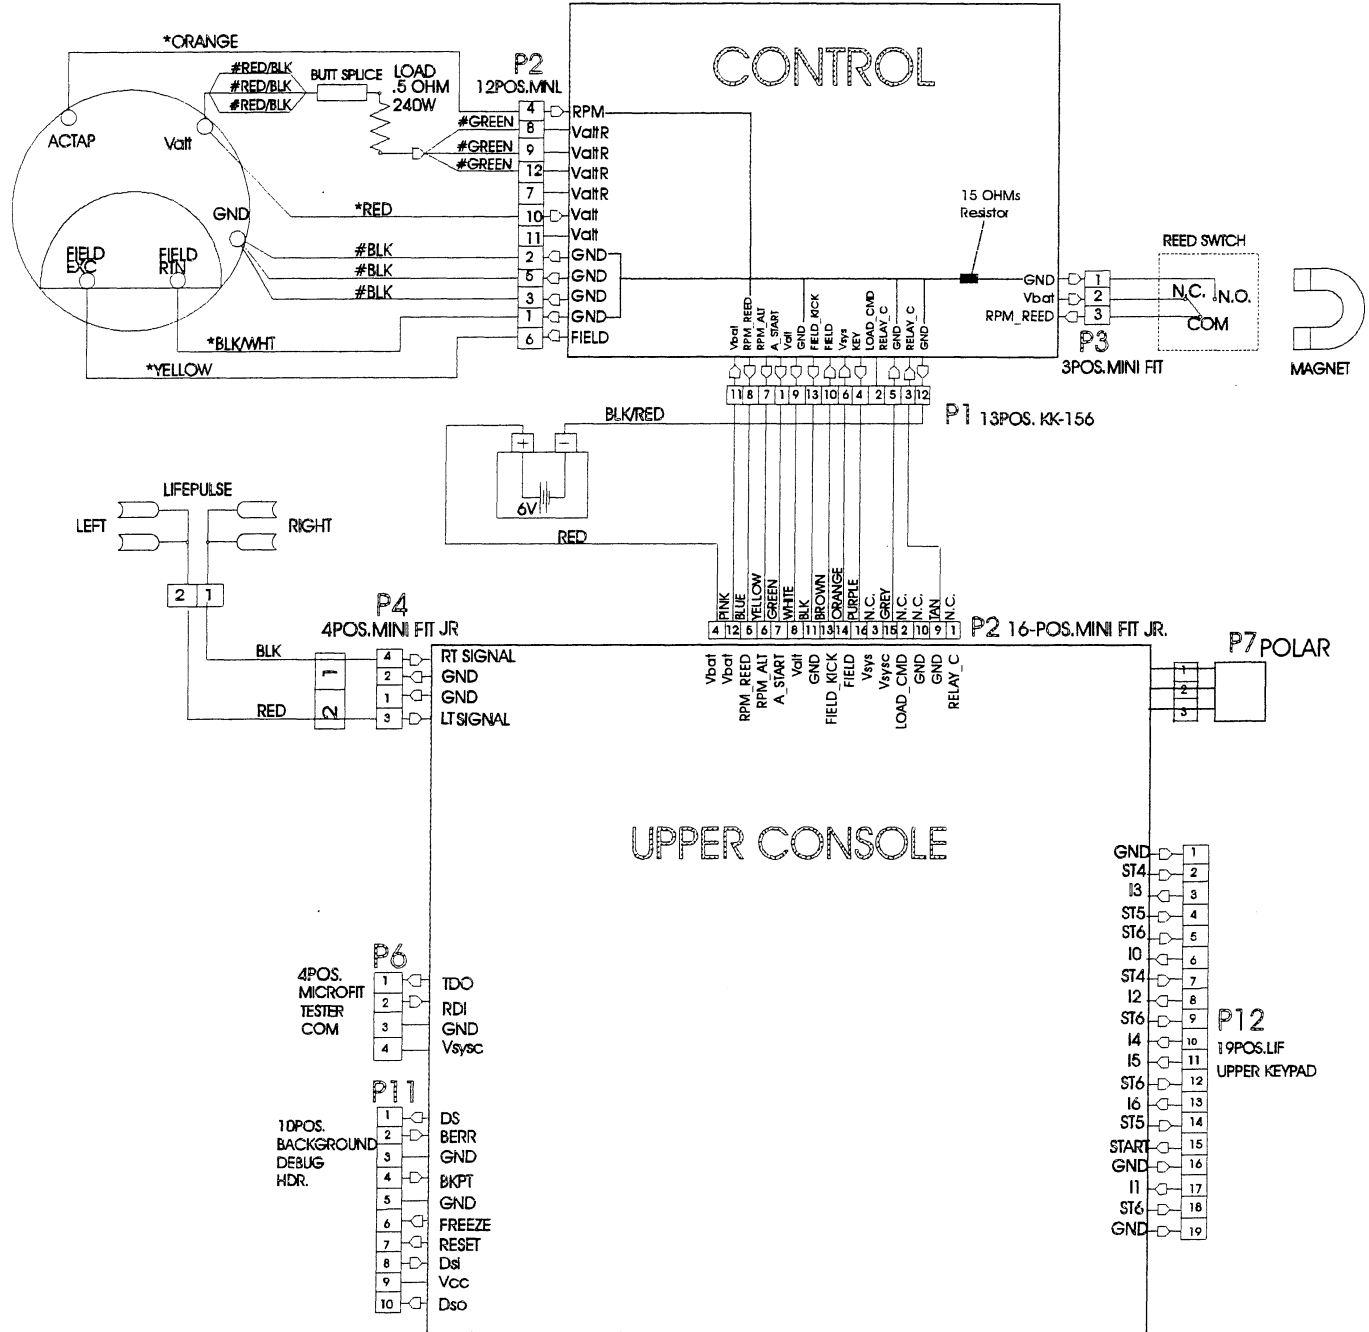 *ORANGE
#RED/BLK
#RED/BLK
#RED/BLK
BUTT SPLICE
LOAD
.5 OHM
240W
P2
12POS.MNL
CONTROL
ACTAP
Valt
GND
FIELD
EXC
FIELD
RTN
#GREEN
#GREEN
#GREEN
*RED
#BLK
#BLK
#BLK
*BLK/WHT
*YELLOW
4 RPM
8 ValtR
9 ValtR
12 ValtR
7 ValtR
10 Valt
11 Valt
2 GND
5 GND
3 GND
1 GND
6 FIELD
15 OHMs
Resistor
GND 1
Vbat 2
RPM_REED 3
P3
3POS.MINI FIT
REED SWTCH
N.C.
N.O.
COM
MAGNET
Vbat
RPM_REED
RPM_ALT
A_START
Valt
GND
FIELD_KICK
FIELD
Vsys
KEY
LOAD_CMD
RELAY_C
GND
RELAY_C
GND
11 8 7 1 9 13 10 6 4 2 5 3 12
P1 13POS. KK-156
BLK/RED
+ −
6V
RED
LIFEPULSE
LEFT
RIGHT
2 1
P4
4POS.MINI FIT JR
BLK
RED
1
2
4 RT SIGNAL
2 GND
1 GND
3 LT SIGNAL
PINK
BLUE
YELLOW
GREEN
WHITE
BLK
BROWN
ORANGE
PURPLE
N.C.
GREY
N.C.
N.C.
TAN
N.C.
4 12 5 6 7 8 11 13 14 16 3 15 2 10 9 1
P2 16-POS.MINI FIT JR.
Vbat
Vbat
RPM_REED
RPM_ALT
A_START
Valt
GND
FIELD_KICK
FIELD
Vsys
Vsysc
LOAD_CMD
GND
GND
RELAY_C
P7 POLAR
1
2
3
UPPER CONSOLE
P6
4POS.
MICROFIT
TESTER
COM
1 TDO
2 RDI
3 GND
4 Vsysc
P11
10POS.
BACKGROUND
DEBUG
HDR.
1 DS
2 BERR
3 GND
4 BKPT
5 GND
6 FREEZE
7 RESET
8 Dsi
9 Vcc
10 Dso
GND 1
ST4 2
I3 3
ST5 4
ST6 5
I0 6
ST4 7
I2 8
ST6 9
I4 10
I5 11
ST6 12
I6 13
ST5 14
START 15
GND 16
I1 17
ST6 18
GND 19
P12
19POS.LIF
UPPER KEYPAD